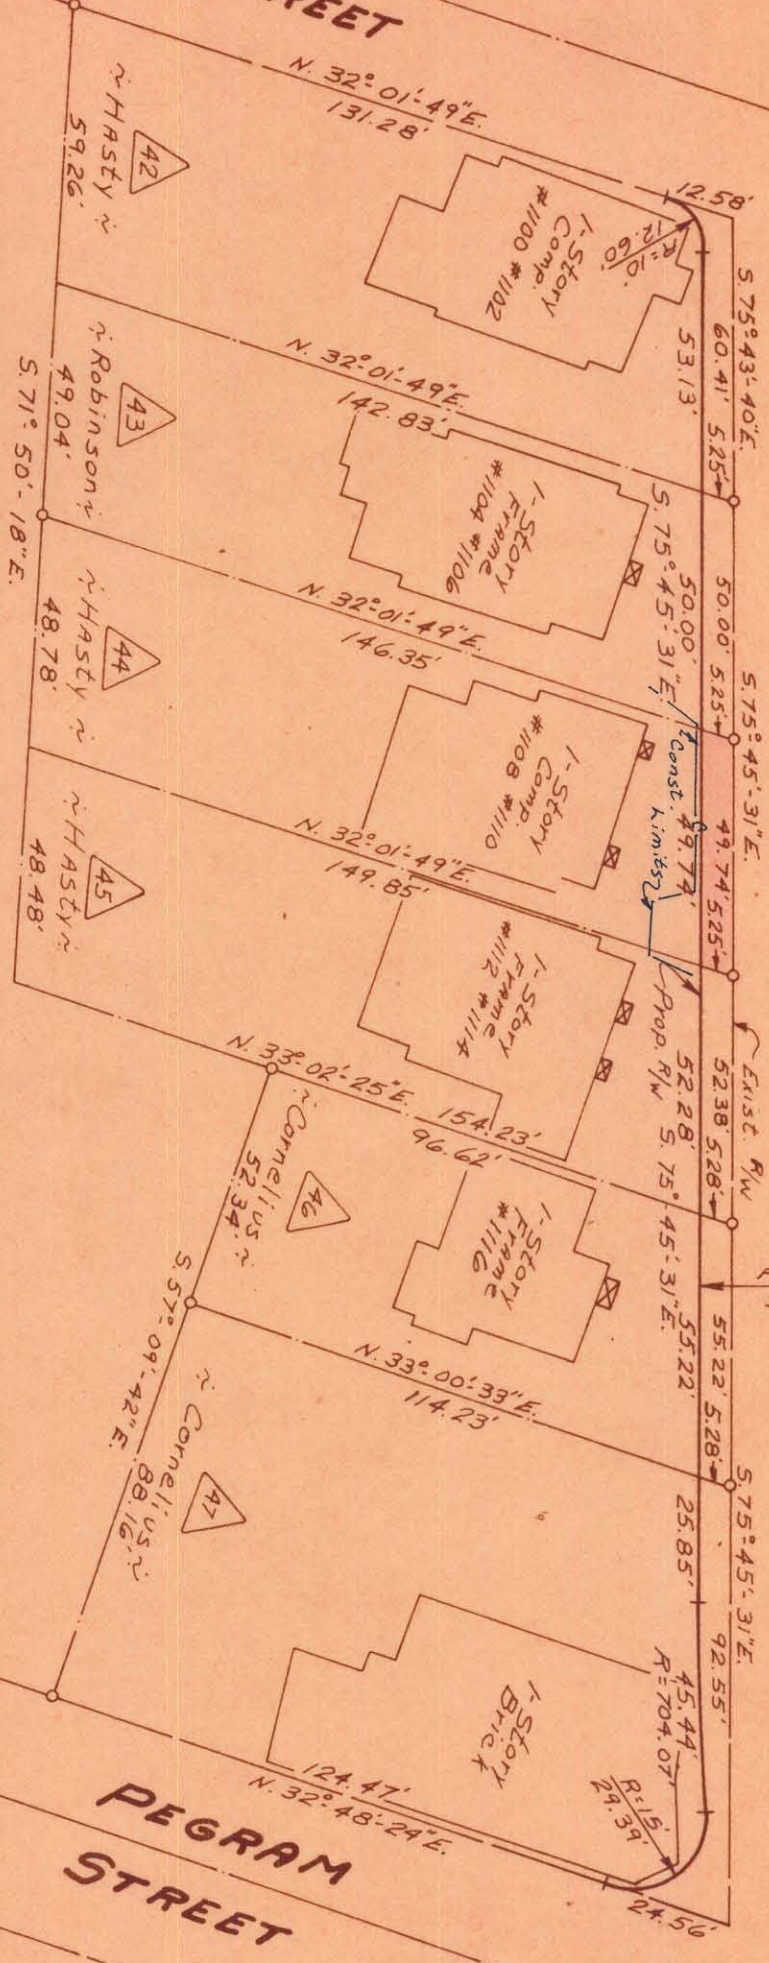 REET
N. 32°-01'-49"E.
131.28'
42
~ HAsty ~
59.26'
1-Story
Comp.
#1100 #1102
12.58'
R=10'
12.60'
S.75°43'-40"E.
60.41'
5.25'
53.13'
N. 32°-01'-49"E.
142.83'
43
~ Robinson ~
49.04'
S.71°-50'-18"E.
1-Story
Frame
#1104 #1106
50.00'
5.25'
50.00'
S.75°-45'-31"E.
N. 32°-01'-49"E.
146.35'
44
~ HAsty ~
48.78'
1-Story
Comp.
#1108 #1110
S.75°-45'-31"E.
49.74'
5.25'
49.74'
Const.
Limits
N. 32°-01'-49"E.
149.85'
45
~ HAsty ~
48.48'
1-Story
Frame
#1112 #1114
Exist. R/W
52.38'
5.28'
52.28'
Prop. R/W
S.75°-45'-31"E.
N. 33°-02'-25"E.
154.23'
96.62'
46
~ Cornelius ~
52.34'
1-Story
Frame
#1116
55.22'
5.28'
55.22'
N. 33°-00'-33"E.
114.23'
47
~ Cornelius ~
88.16'
S.57°-09'-42"E.
1-Story
Brick
S.75°-45'-31"E.
92.55'
25.85'
45.44'
R=704.07'
R=15'
29.39'
24.56'
124.47'
N. 32°-48'-24"E.
PEGRAM
STREET